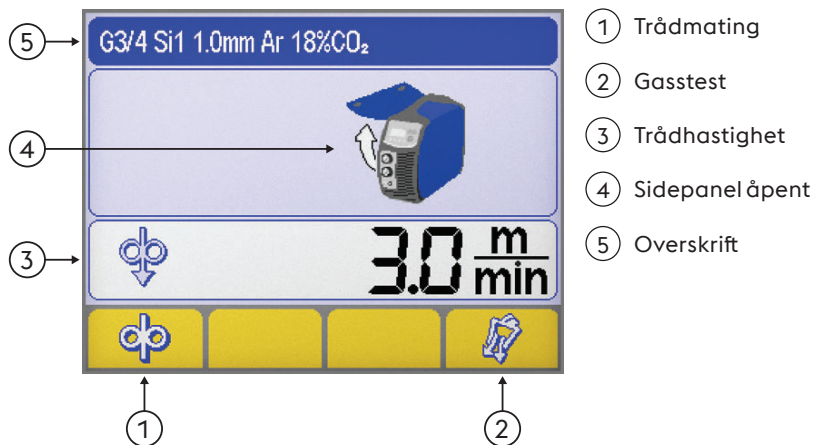 G3/4 Si1 1.0mm Ar 18%CO₂
3.0 m/min
5
4
3
1
2
1 Trådmating
2 Gasstest
3 Trådhastighet
4 Sidepanel åpent
5 Overskrift